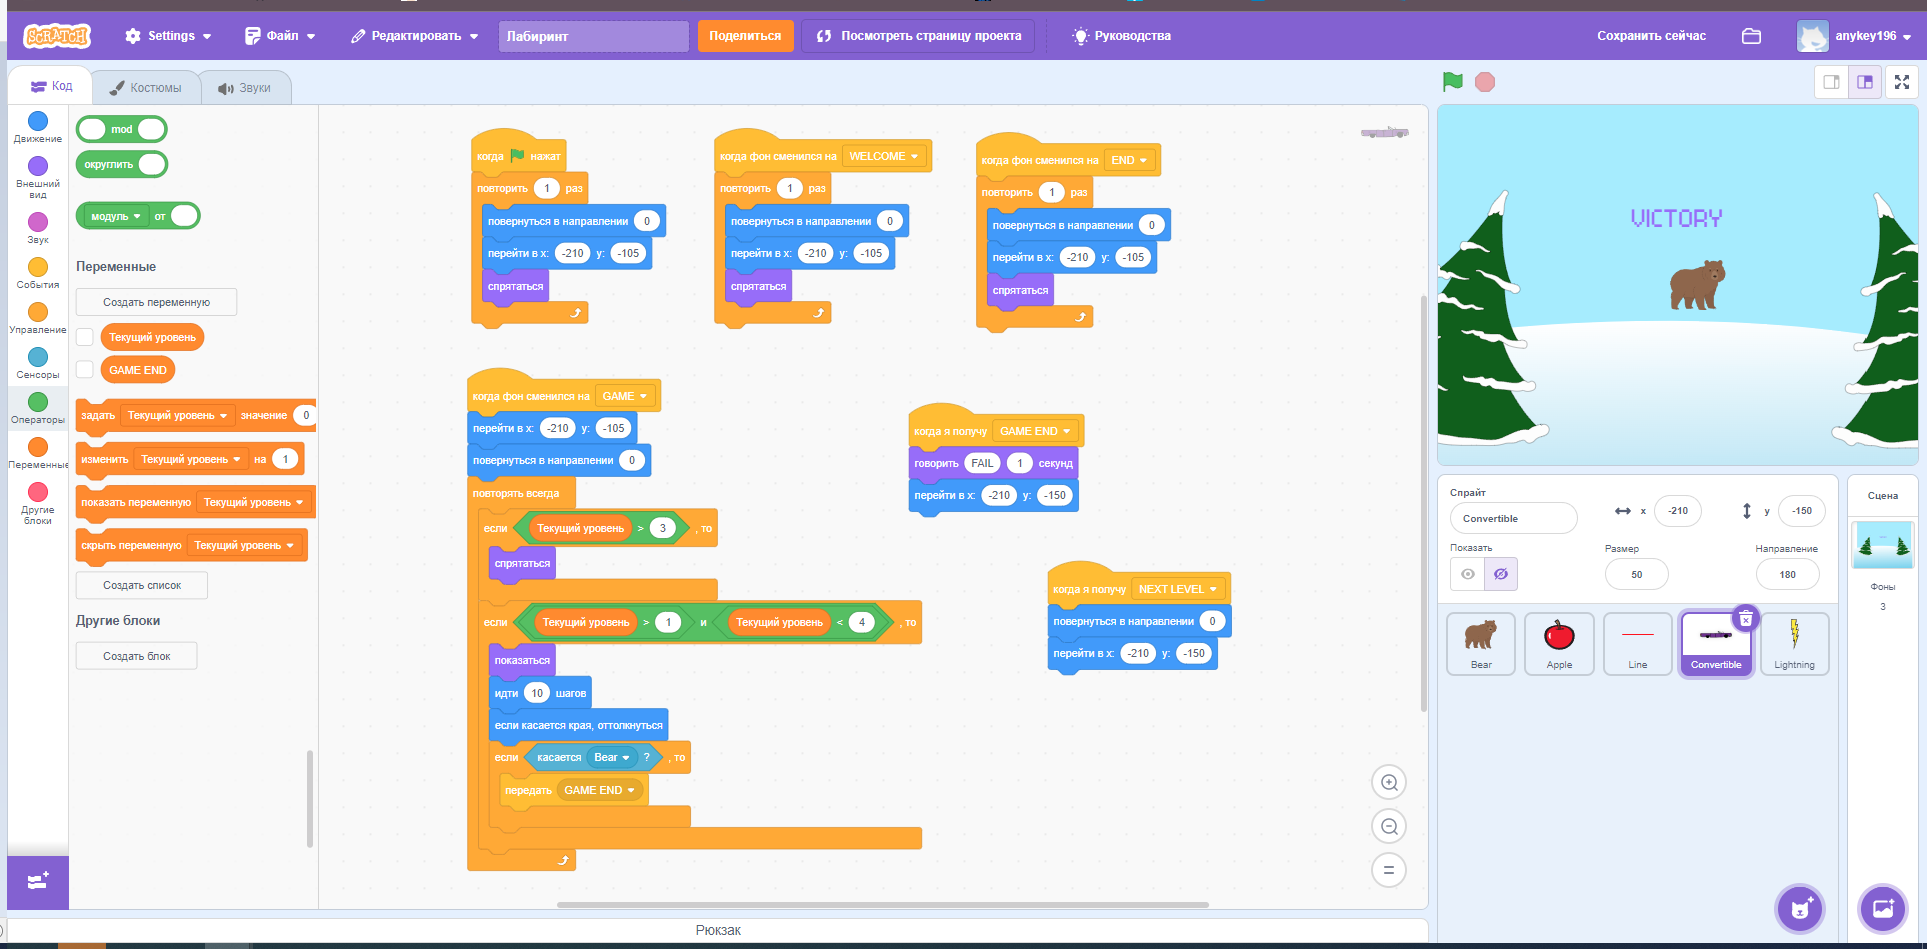 SCRATCH
Settings
Файл
Редактировать
Лабиринт
Поделиться
Посмотреть страницу проекта
Руководства
Сохранить сейчас
anykey196
Код
Костюмы
Звуки
Движение
Внешний
вид
Звук
События
Управление
Сенсоры
Операторы
Переменные
Другие
блоки
mod
округлить
модуль от
Переменные
Создать переменную
Текущий уровень
GAME END
задать Текущий уровень значение 0
изменить Текущий уровень на 1
показать переменную Текущий уровень
скрыть переменную Текущий уровень
Создать список
Другие блоки
Создать блок
когда нажат
повторить 1 раз
повернуться в направлении 0
перейти в x: -210 y: -105
спрятаться
когда фон сменился на WELCOME
повторить 1 раз
повернуться в направлении 0
перейти в x: -210 y: -105
спрятаться
когда фон сменился на END
повторить 1 раз
повернуться в направлении 0
перейти в x: -210 y: -105
спрятаться
когда фон сменился на GAME
перейти в x: -210 y: -105
повернуться в направлении 0
повторять всегда
если Текущий уровень > 3 , то
спрятаться
если Текущий уровень > 1 и Текущий уровень < 4 , то
показаться
идти 10 шагов
если касается края, оттолкнуться
если касается Bear ? , то
передать GAME END
когда я получу GAME END
говорить FAIL 1 секунд
перейти в x: -210 y: -150
когда я получу NEXT LEVEL
повернуться в направлении 0
перейти в x: -210 y: -150
VICTORY
Спрайт
Convertible
x -210
y -150
Показать
Размер
50
Направление
180
Bear
Apple
Line
Convertible
Lightning
Сцена
Фоны
3
Рюкзак